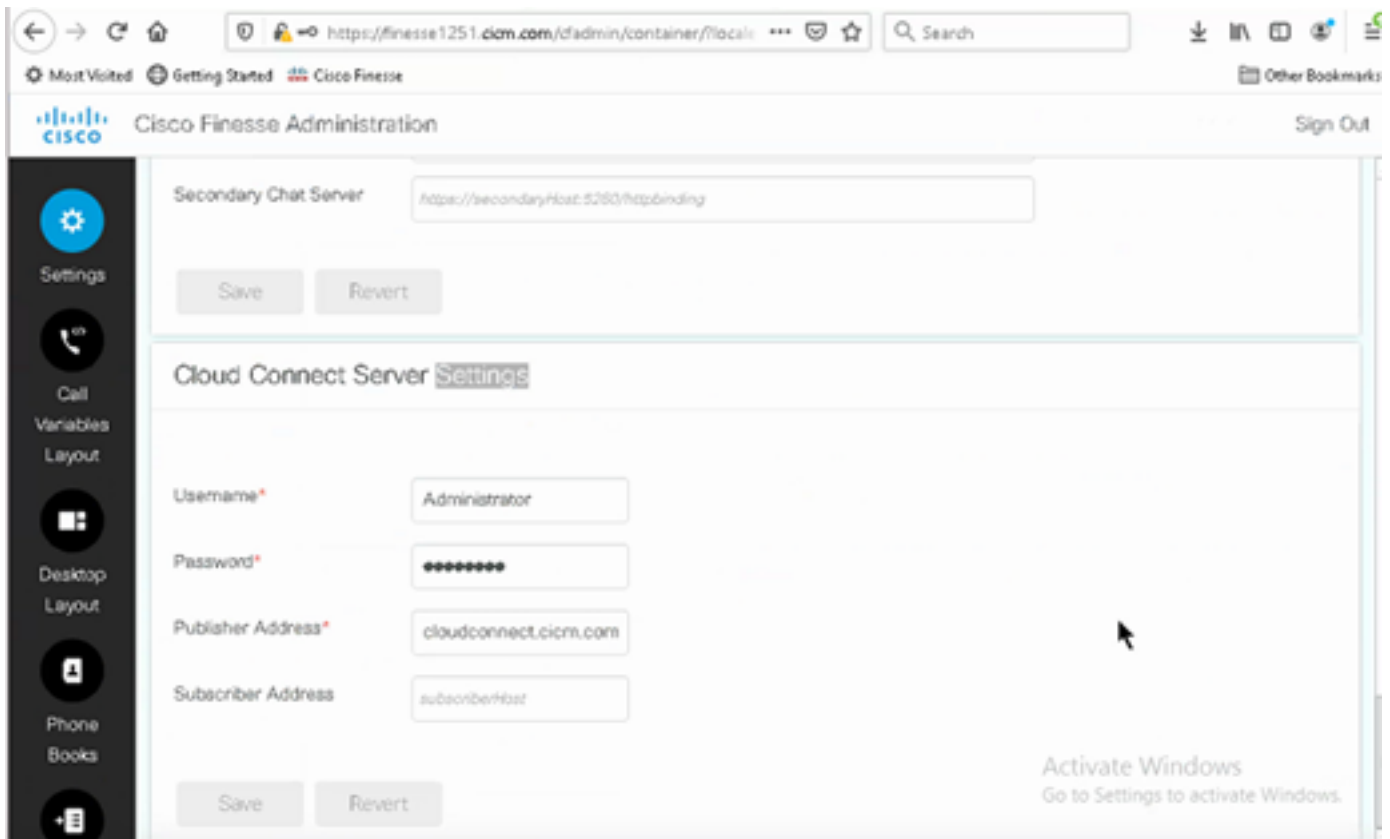 https://finesse1251.cicm.com/cfadmin/container/?locale
Search
Most Visited Getting Started Cisco Finesse Other Bookmarks
CISCO Cisco Finesse Administration Sign Out
Secondary Chat Server https://secondaryHost:5280/httpbinding
Settings
Save Revert
Call
Variables
Layout
Cloud Connect Server Settings
Username* Administrator
Password*
Desktop
Layout
Publisher Address* cloudconnect.cicm.com
Subscriber Address subscriberHost
Phone
Books
Save Revert
Activate Windows
Go to Settings to activate Windows.